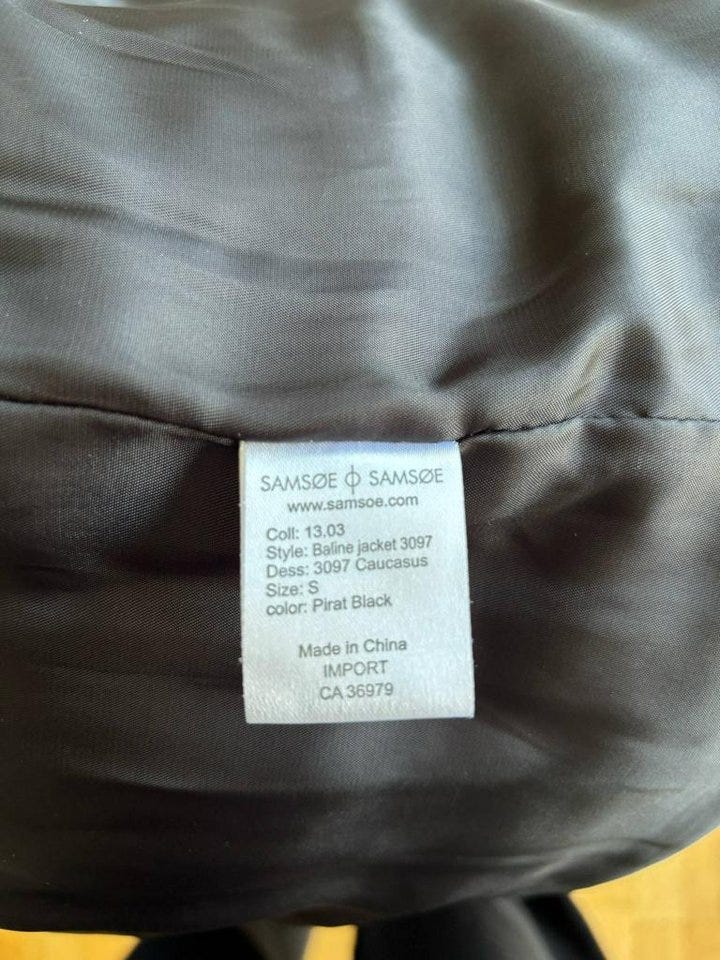 SAMSØE ϕ SAMSØE
www.samsoe.com
Coll: 13.03
Style: Baline jacket 3097
Dess: 3097 Caucasus
Size: S
color: Pirat Black
Made in China
IMPORT
CA 36979